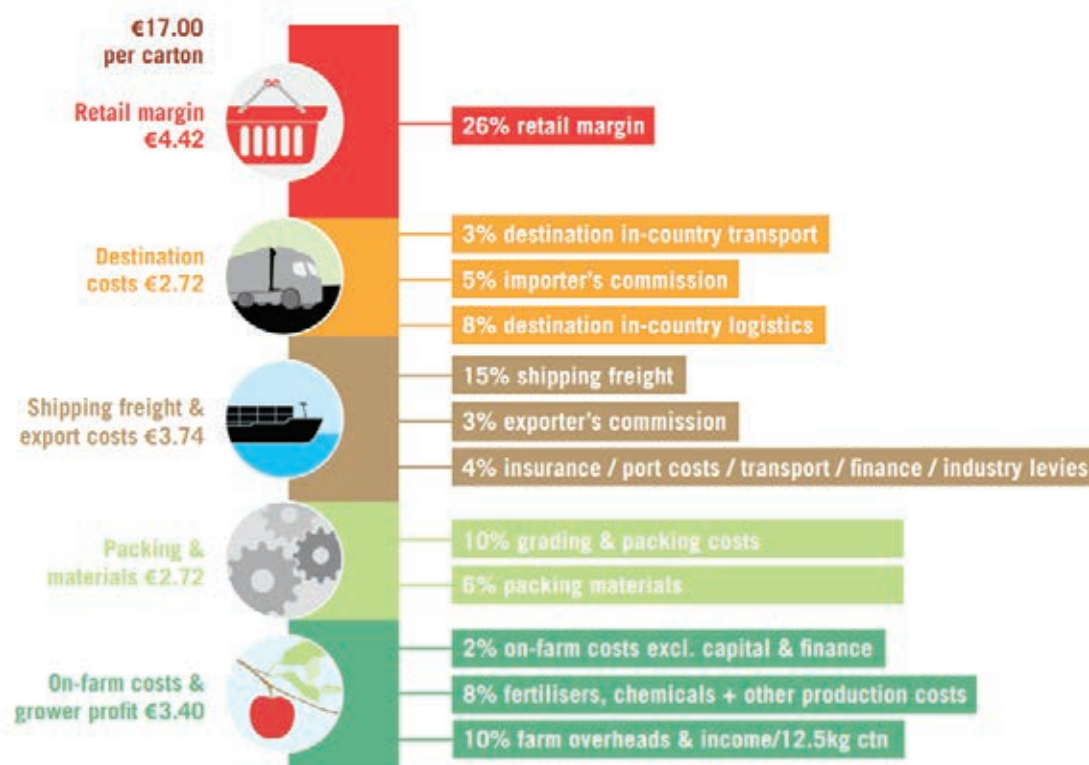 €17.00
per carton
Retail margin
€4.42
26% retail margin
Destination
costs €2.72
3% destination in-country transport
5% importer's commission
8% destination in-country logistics
Shipping freight &
export costs €3.74
15% shipping freight
3% exporter's commission
4% insurance / port costs / transport / finance / industry levies
Packing &
materials €2.72
10% grading & packing costs
6% packing materials
On-farm costs &
grower profit €3.40
2% on-farm costs excl. capital & finance
8% fertilisers, chemicals + other production costs
10% farm overheads & income/12.5kg ctn